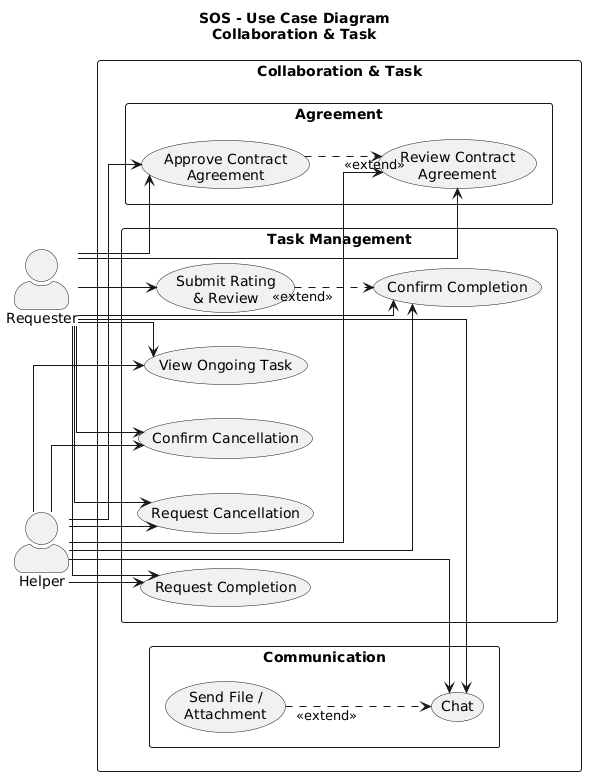 SOS - Use Case Diagram
Collaboration & Task
Collaboration & Task
Agreement
Approve Contract
Agreement
«extend»
Review Contract
Agreement
Task Management
Requester
Submit Rating
& Review
«extend»
Confirm Completion
View Ongoing Task
Confirm Cancellation
Request Cancellation
Helper
Request Completion
Communication
Send File /
Attachment
«extend»
Chat